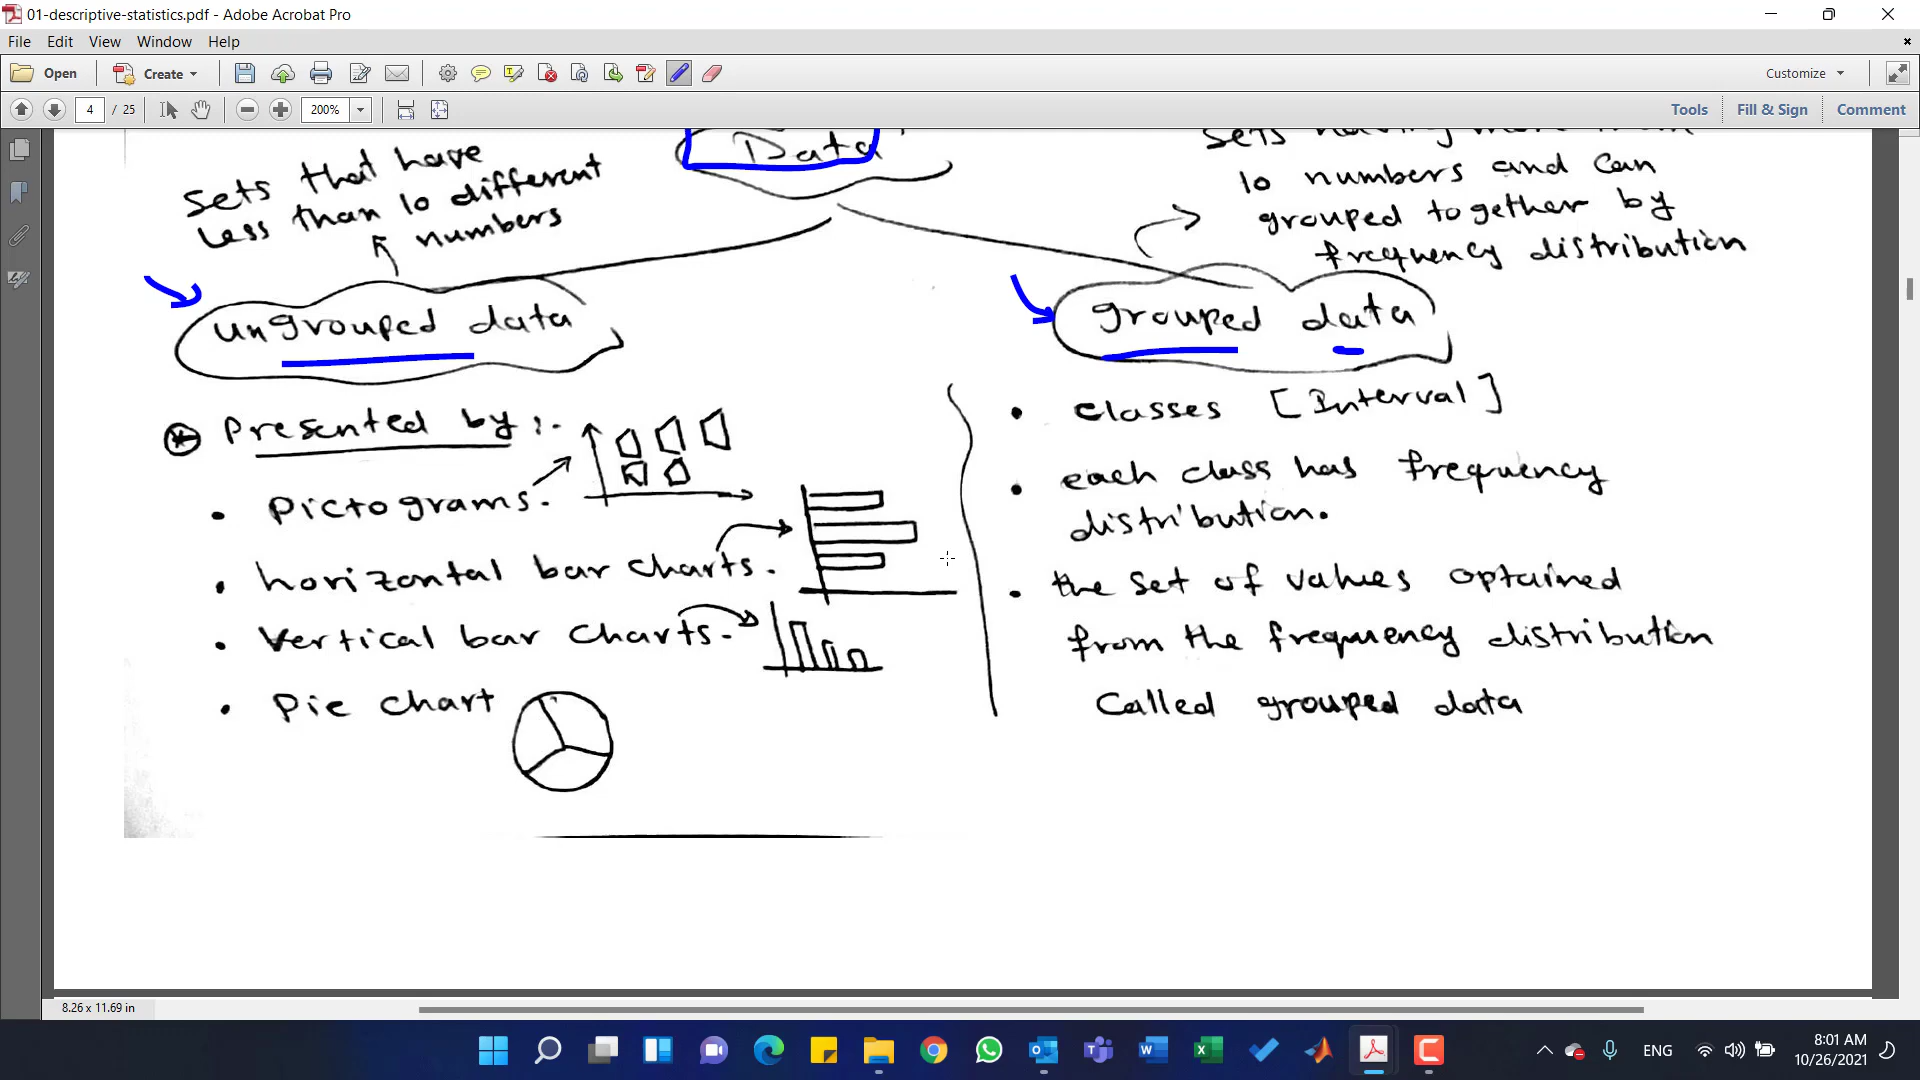 01-descriptive-statistics.pdf - Adobe Acrobat Pro
File Edit View Window Help
Open Create Customize
4 / 25 200% Tools Fill & Sign Comment
Data
Sets that have
less than 10 different
numbers
10 numbers and can
grouped together by
frequency distribution
ungrouped data
grouped data
Presented by :-
• Pictograms.
• horizontal bar charts.
• Vertical bar charts.
• Pie chart
• classes [Interval]
• each class has frequency
distribution.
• the set of values optained
from the frequency distribution
Called grouped data
8.26 x 11.69 in
ENG
8:01 AM
10/26/2021